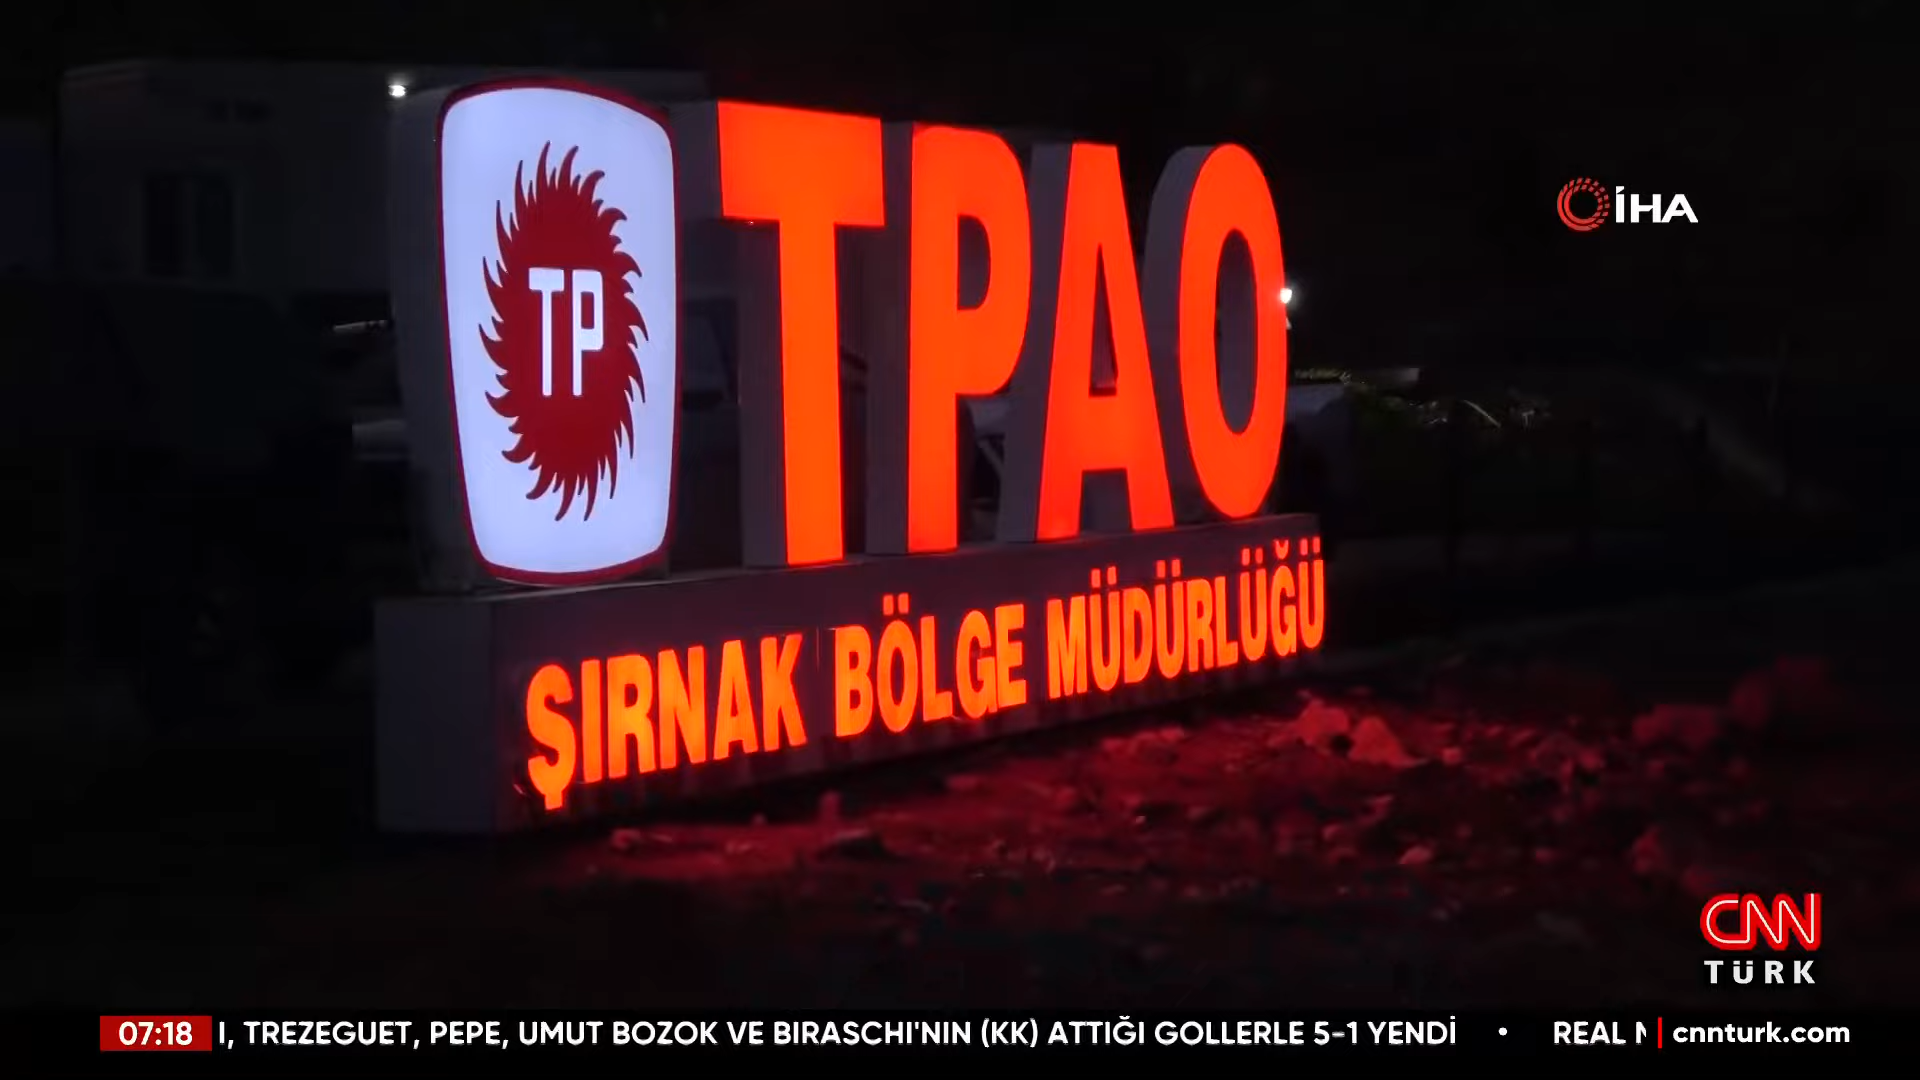 TP
TPAO
ŞIRNAK BÖLGE MÜDÜRLÜĞÜ
İHA
CNN
TÜRK
07:18 I, TREZEGUET, PEPE, UMUT BOZOK VE BIRASCHI'NIN (KK) ATTIĞI GOLLERLE 5-1 YENDİ • REAL cnnturk.com